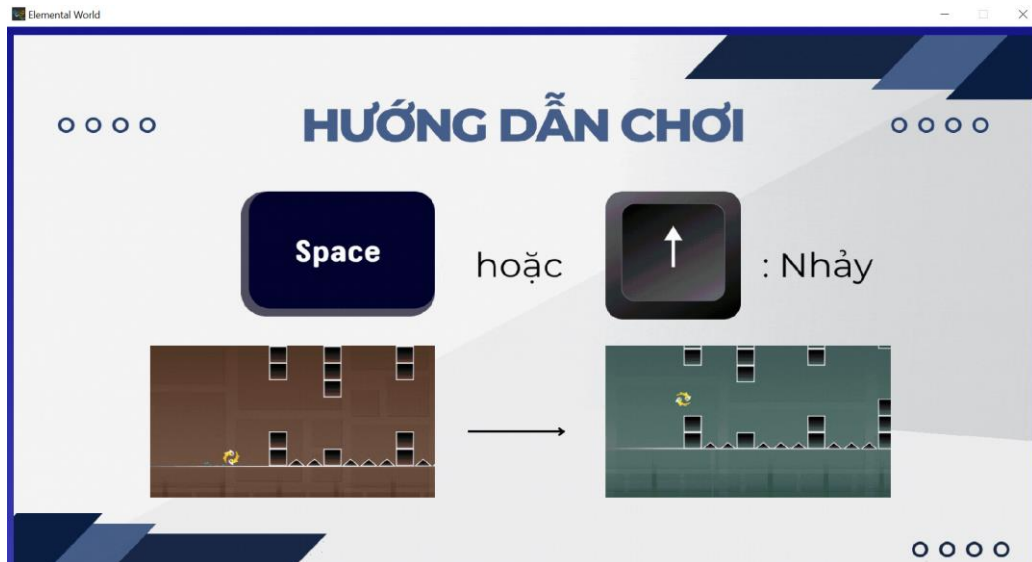 Elemental World
HƯỚNG DẪN CHƠI
Space hoặc ↑ : Nhảy